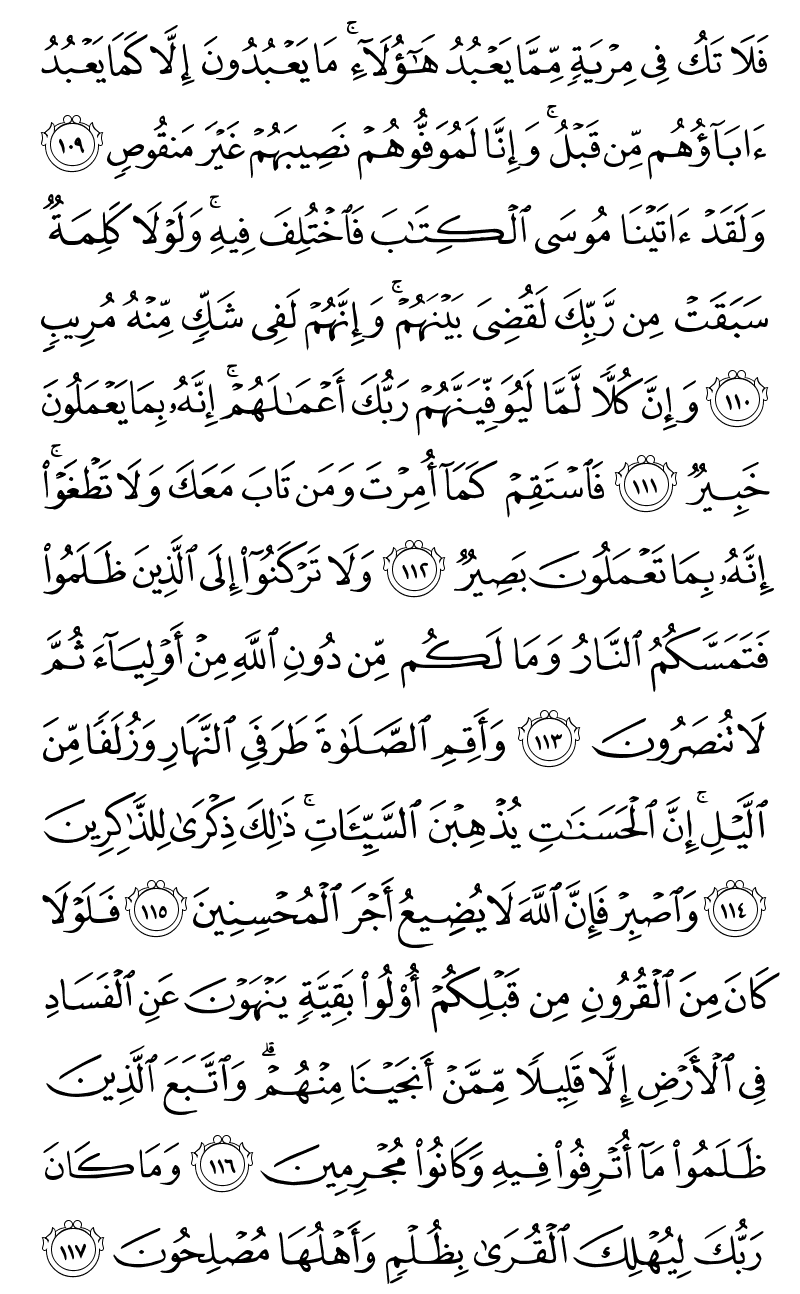 فَلَا تَكُ فِي مِرۡيَةٖ مِّمَّا يَعۡبُدُ هَـٰٓؤُلَآءِۚ مَا يَعۡبُدُونَ إِلَّا كَمَا يَعۡبُدُ
ءَابَآؤُهُم مِّن قَبۡلُۚ وَإِنَّا لَمُوَفُّوهُمۡ نَصِيبَهُمۡ غَيۡرَ مَنقُوصٖ ١٠٩
وَلَقَدۡ ءَاتَيۡنَا مُوسَى ٱلۡكِتَٰبَ فَٱخۡتُلِفَ فِيهِۚ وَلَوۡلَا كَلِمَةٞ
سَبَقَتۡ مِن رَّبِّكَ لَقُضِيَ بَيۡنَهُمۡۚ وَإِنَّهُمۡ لَفِي شَكّٖ مِّنۡهُ مُرِيبٖ
١١٠ وَإِنَّ كُلّٗا لَّمَّا لَيُوَفِّيَنَّهُمۡ رَبُّكَ أَعۡمَٰلَهُمۡۚ إِنَّهُۥ بِمَا يَعۡمَلُونَ
خَبِيرٞ ١١١ فَٱسۡتَقِمۡ كَمَآ أُمِرۡتَ وَمَن تَابَ مَعَكَ وَلَا تَطۡغَوۡاْۚ
إِنَّهُۥ بِمَا تَعۡمَلُونَ بَصِيرٞ ١١٢ وَلَا تَرۡكَنُوٓاْ إِلَى ٱلَّذِينَ ظَلَمُواْ
فَتَمَسَّكُمُ ٱلنَّارُ وَمَا لَكُم مِّن دُونِ ٱللَّهِ مِنۡ أَوۡلِيَآءَ ثُمَّ
لَا تُنصَرُونَ ١١٣ وَأَقِمِ ٱلصَّلَوٰةَ طَرَفَيِ ٱلنَّهَارِ وَزُلَفٗا مِّنَ
ٱلَّيۡلِۚ إِنَّ ٱلۡحَسَنَٰتِ يُذۡهِبۡنَ ٱلسَّيِّـَٔاتِۚ ذَٰلِكَ ذِكۡرَىٰ لِلذَّٰكِرِينَ
١١٤ وَٱصۡبِرۡ فَإِنَّ ٱللَّهَ لَا يُضِيعُ أَجۡرَ ٱلۡمُحۡسِنِينَ ١١٥ فَلَوۡلَا
كَانَ مِنَ ٱلۡقُرُونِ مِن قَبۡلِكُمۡ أُوْلُواْ بَقِيَّةٖ يَنۡهَوۡنَ عَنِ ٱلۡفَسَادِ
فِي ٱلۡأَرۡضِ إِلَّا قَلِيلٗا مِّمَّنۡ أَنجَيۡنَا مِنۡهُمۡۗ وَٱتَّبَعَ ٱلَّذِينَ
ظَلَمُواْ مَآ أُتۡرِفُواْ فِيهِ وَكَانُواْ مُجۡرِمِينَ ١١٦ وَمَا كَانَ
رَبُّكَ لِيُهۡلِكَ ٱلۡقُرَىٰ بِظُلۡمٖ وَأَهۡلُهَا مُصۡلِحُونَ ١١٧